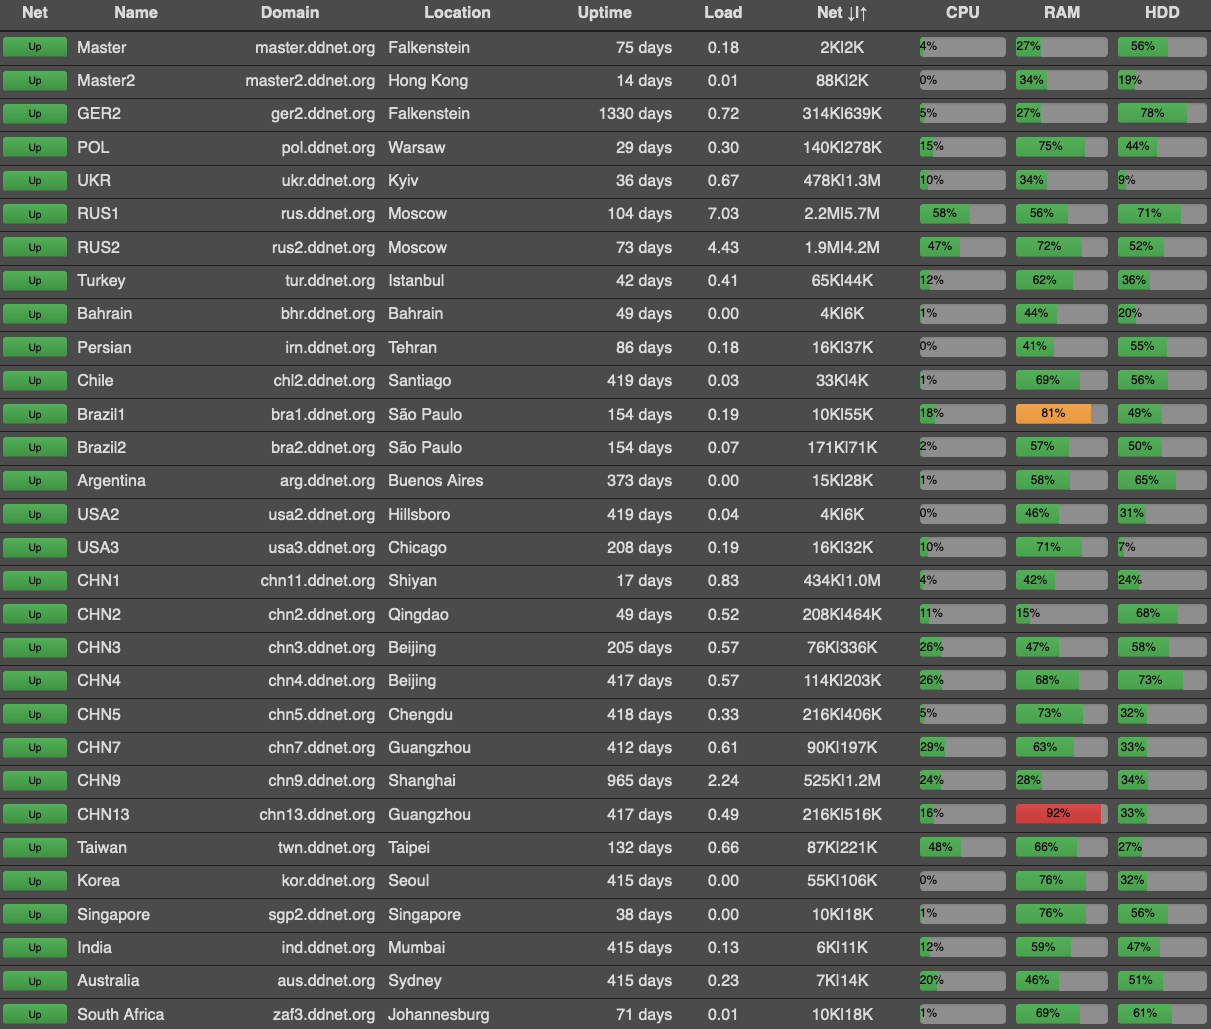 Net Name Domain Location Uptime Load Net ↓|↑ CPU RAM HDD
Up Master master.ddnet.org Falkenstein 75 days 0.18 2K|2K 4% 27% 56%
Up Master2 master2.ddnet.org Hong Kong 14 days 0.01 88K|2K 0% 34% 19%
Up GER2 ger2.ddnet.org Falkenstein 1330 days 0.72 314K|639K 5% 27% 78%
Up POL pol.ddnet.org Warsaw 29 days 0.30 140K|278K 15% 75% 44%
Up UKR ukr.ddnet.org Kyiv 36 days 0.67 478K|1.3M 10% 34% 9%
Up RUS1 rus.ddnet.org Moscow 104 days 7.03 2.2M|5.7M 58% 56% 71%
Up RUS2 rus2.ddnet.org Moscow 73 days 4.43 1.9M|4.2M 47% 72% 52%
Up Turkey tur.ddnet.org Istanbul 42 days 0.41 65K|44K 12% 62% 36%
Up Bahrain bhr.ddnet.org Bahrain 49 days 0.00 4K|6K 1% 44% 20%
Up Persian irn.ddnet.org Tehran 86 days 0.18 16K|37K 0% 41% 55%
Up Chile chl2.ddnet.org Santiago 419 days 0.03 33K|4K 1% 69% 56%
Up Brazil1 bra1.ddnet.org São Paulo 154 days 0.19 10K|55K 18% 81% 49%
Up Brazil2 bra2.ddnet.org São Paulo 154 days 0.07 171K|71K 2% 57% 50%
Up Argentina arg.ddnet.org Buenos Aires 373 days 0.00 15K|28K 1% 58% 65%
Up USA2 usa2.ddnet.org Hillsboro 419 days 0.04 4K|6K 0% 46% 31%
Up USA3 usa3.ddnet.org Chicago 208 days 0.19 16K|32K 10% 71% 7%
Up CHN1 chn11.ddnet.org Shiyan 17 days 0.83 434K|1.0M 4% 42% 24%
Up CHN2 chn2.ddnet.org Qingdao 49 days 0.52 208K|464K 11% 15% 68%
Up CHN3 chn3.ddnet.org Beijing 205 days 0.57 76K|336K 26% 47% 58%
Up CHN4 chn4.ddnet.org Beijing 417 days 0.57 114K|203K 26% 68% 73%
Up CHN5 chn5.ddnet.org Chengdu 418 days 0.33 216K|406K 5% 73% 32%
Up CHN7 chn7.ddnet.org Guangzhou 412 days 0.61 90K|197K 29% 63% 33%
Up CHN9 chn9.ddnet.org Shanghai 965 days 2.24 525K|1.2M 24% 28% 34%
Up CHN13 chn13.ddnet.org Guangzhou 417 days 0.49 216K|516K 16% 92% 33%
Up Taiwan twn.ddnet.org Taipei 132 days 0.66 87K|221K 48% 66% 27%
Up Korea kor.ddnet.org Seoul 415 days 0.00 55K|106K 0% 76% 32%
Up Singapore sgp2.ddnet.org Singapore 38 days 0.00 10K|18K 1% 76% 56%
Up India ind.ddnet.org Mumbai 415 days 0.13 6K|11K 12% 59% 47%
Up Australia aus.ddnet.org Sydney 415 days 0.23 7K|14K 20% 46% 51%
Up South Africa zaf3.ddnet.org Johannesburg 71 days 0.01 10K|18K 1% 69% 61%